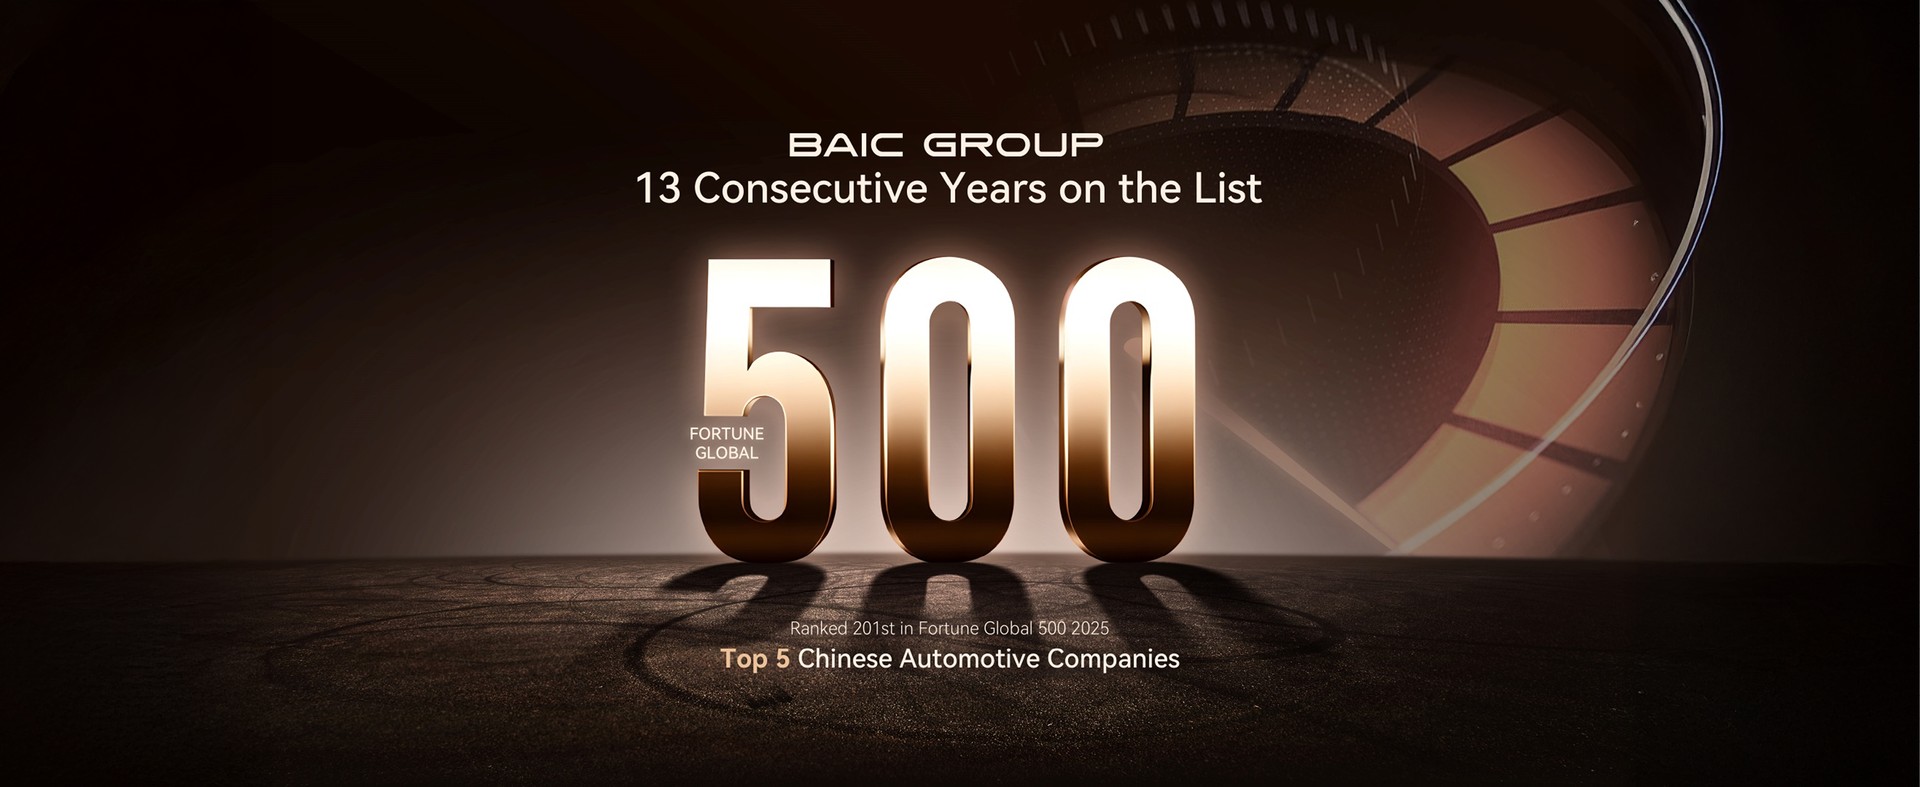 BAIC GROUP
13 Consecutive Years on the List
500
FORTUNE
GLOBAL
Ranked 201st in Fortune Global 500 2025
Top 5 Chinese Automotive Companies